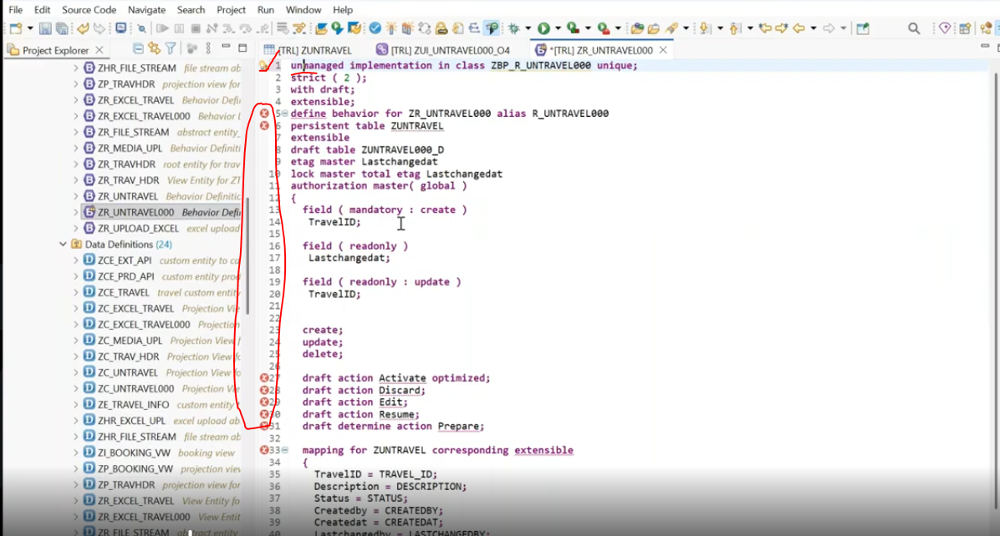 File Edit Source Code Navigate Search Project Run Window Help
Project Explorer
[TRL] ZUNTRAVEL
[TRL] ZUI_UNTRAVEL000_O4
*[TRL] ZR_UNTRAVEL000
ZHR_FILE_STREAM file stream ab
ZP_TRAVHDR projection view for
ZR_EXCEL_TRAVEL Behavior Defi
ZR_EXCEL_TRAVEL000 Behavior
ZR_FILE_STREAM abstract entity_
ZR_MEDIA_UPL Behavior Definiti
ZR_TRAVHDR root entity for trav
ZR_TRAV_HDR View Entity for ZT
ZR_UNTRAVEL Behavior Definitic
ZR_UNTRAVEL000 Behavior Defi
ZR_UPLOAD_EXCEL excel upload
Data Definitions (24)
ZCE_EXT_API custom entity to ca
ZCE_PRD_API custom entity pro
ZCE_TRAVEL travel custom entity
ZC_EXCEL_TRAVEL Projection Vie
ZC_EXCEL_TRAVEL000 Projection
ZC_MEDIA_UPL Projection View f
ZC_TRAV_HDR Projection View fo
ZC_UNTRAVEL Projection View fo
ZC_UNTRAVEL000 Projection Vie
ZE_TRAVEL_INFO custom entity
ZHR_EXCEL_UPL excel upload ab
ZHR_FILE_STREAM file stream ab
ZI_BOOKING_VW booking view
ZP_BOOKING_VW projection view
ZP_TRAVHDR projection view for
ZR_EXCEL_TRAVEL View Entity fo
ZR_EXCEL_TRAVEL000 View Entit
ZR_FILE_STREAM abstract entity
1 unmanaged implementation in class ZBP_R_UNTRAVEL000 unique;
2 strict ( 2 );
3 with draft;
4 extensible;
5 define behavior for ZR_UNTRAVEL000 alias R_UNTRAVEL000
6 persistent table ZUNTRAVEL
7 extensible
8 draft table ZUNTRAVEL000_D
9 etag master Lastchangedat
10 lock master total etag Lastchangedat
11 authorization master( global )
12 {
13 field ( mandatory : create )
14 TravelID;
15
16 field ( readonly )
17 Lastchangedat;
18
19 field ( readonly : update )
20 TravelID;
21
22
23 create;
24 update;
25 delete;
26
27 draft action Activate optimized;
28 draft action Discard;
29 draft action Edit;
30 draft action Resume;
31 draft determine action Prepare;
32
33 mapping for ZUNTRAVEL corresponding extensible
34 {
35 TravelID = TRAVEL_ID;
36 Description = DESCRIPTION;
37 Status = STATUS;
38 Createdby = CREATEDBY;
39 Createdat = CREATEDAT;
40 Lastchangedby = LASTCHANGEDBY;